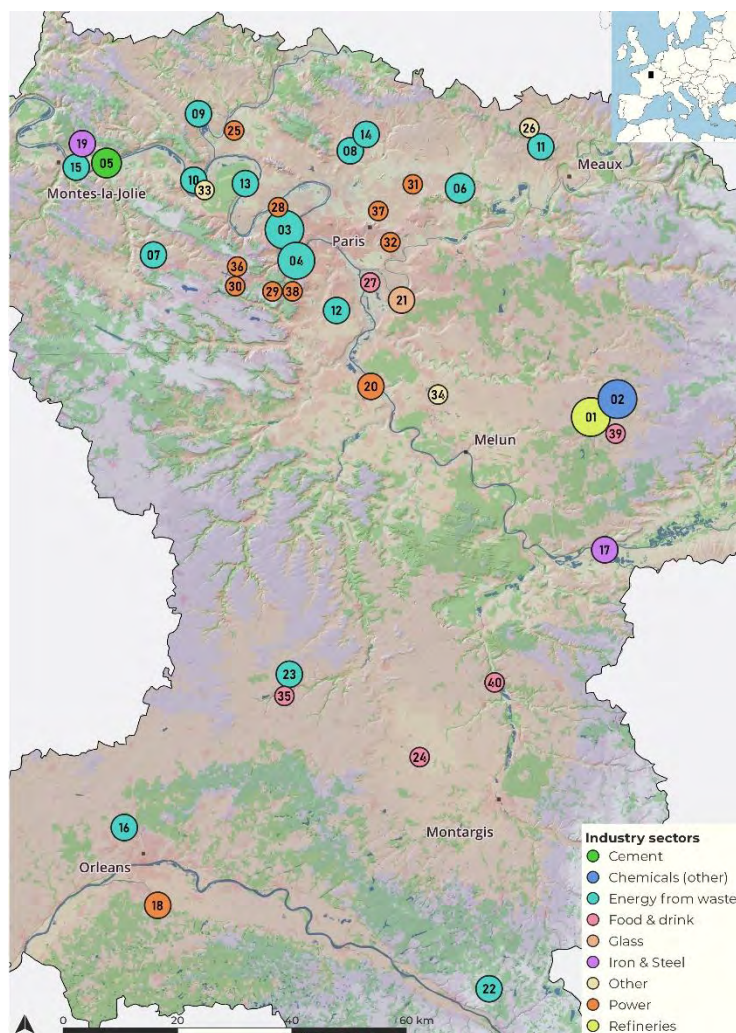 09
25
14
08
26
11
19
15
05
Montes-la-Jolie
Meaux
10
33
13
31
06
28
37
03
Paris
32
07
04
36
30
29
38
27
21
12
20
34
02
01
39
Melun
17
23
35
40
24
16
Montargis
Orleans
18
22
Industry sectors
Cement
Chemicals (other)
Energy from waste
Food & drink
Glass
Iron & Steel
Other
Power
Refineries
0 20 40 60 km